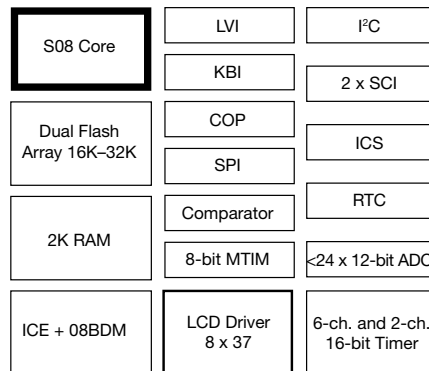 S08 Core
Dual Flash
Array 16K–32K
2K RAM
ICE + 08BDM
LVI
KBI
COP
SPI
Comparator
8-bit MTIM
LCD Driver
8 x 37
I²C
2 x SCI
ICS
RTC
<24 x 12-bit ADC
6-ch. and 2-ch.
16-bit Timer